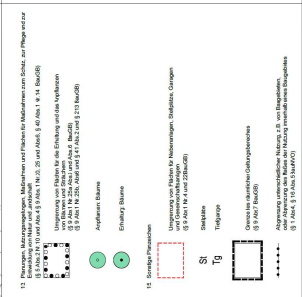 13. Planungen, Nutzungsregelungen, Maßnahmen und Flächen für Maßnahmen zum Schutz, zur Pflege und zur
Entwicklung von Natur und Landschaft
(§ 5 Abs.2 Nr.10 und Abs.4, § 9 Abs.1 Nr.20, 25 und Abs.6, § 40 Abs.1 Nr.14 BauGB)
Umgrenzung von Flächen für die Erhaltung und das Anpflanzen
von Bäumen und Sträuchern
(§ 9 Abs.1 Nr.25a Abs.6 BauGB)
(§ 9 Abs.1 Nr.25b, Abs.6 und § 41 Abs.2 und § 213 BauGB)
Anpflanzen: Bäume
Erhaltung: Bäume
15. Sonstige Planzeichen
Umgrenzung von Flächen für Nebenanlagen, Stellplätze, Garagen
und Gemeinschaftsanlagen
(§ 9 Abs.1 Nr.4 und 22 BauGB)
St Stellplätze
Tg Tiefgarage
Grenze des räumlichen Geltungsbereiches
(§ 9 Abs.7 BauGB)
Abgrenzung unterschiedlicher Nutzung, z.B. von Baugebieten,
oder Abgrenzung des Maßes der Nutzung innerhalb eines Baugebietes
(§ 1 Abs.4, § 16 Abs.5 BauNVO)